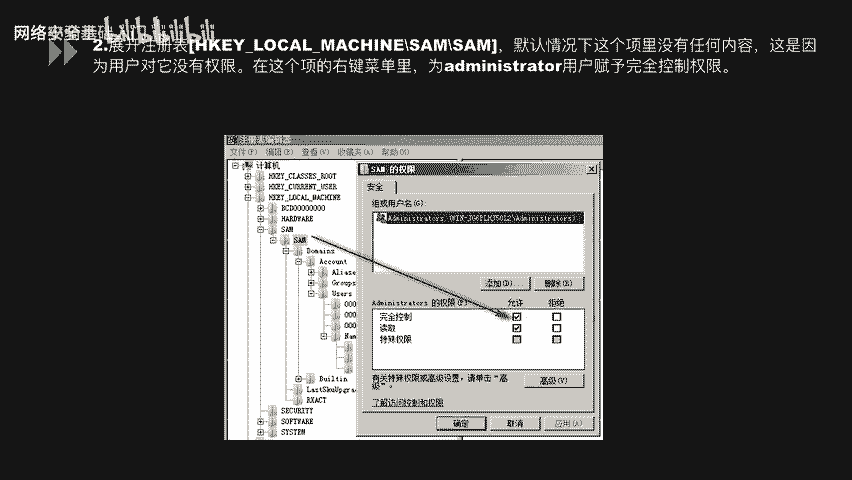 网络安全基础
2.展开注册表[HKEY_LOCAL_MACHINE\SAM\SAM]，默认情况下这个项里没有任何内容，这是因
为用户对它没有权限。在这个项的右键菜单里，为administrator用户赋予完全控制权限。
注册表编辑器
文件(F) 编辑(E) 查看(V) 收藏夹(A) 帮助(H)
计算机
HKEY_CLASSES_ROOT
HKEY_CURRENT_USER
HKEY_LOCAL_MACHINE
BCD00000000
HARDWARE
SAM
SAM
Domains
Account
Aliase
Groups
Users
000
000
000
Nam
Builtin
LastSkuUpgra
RXACT
SECURITY
SOFTWARE
SYSTEM
SAM 的权限
安全
组或用户名(G):
添加(D)... 删除(R)
Administrators 的权限(P) 允许 拒绝
完全控制
读取
特殊权限
有关特殊权限或高级设置，请单击“高
级”。
高级(V)
了解访问控制和权限
确定 取消 应用(A)